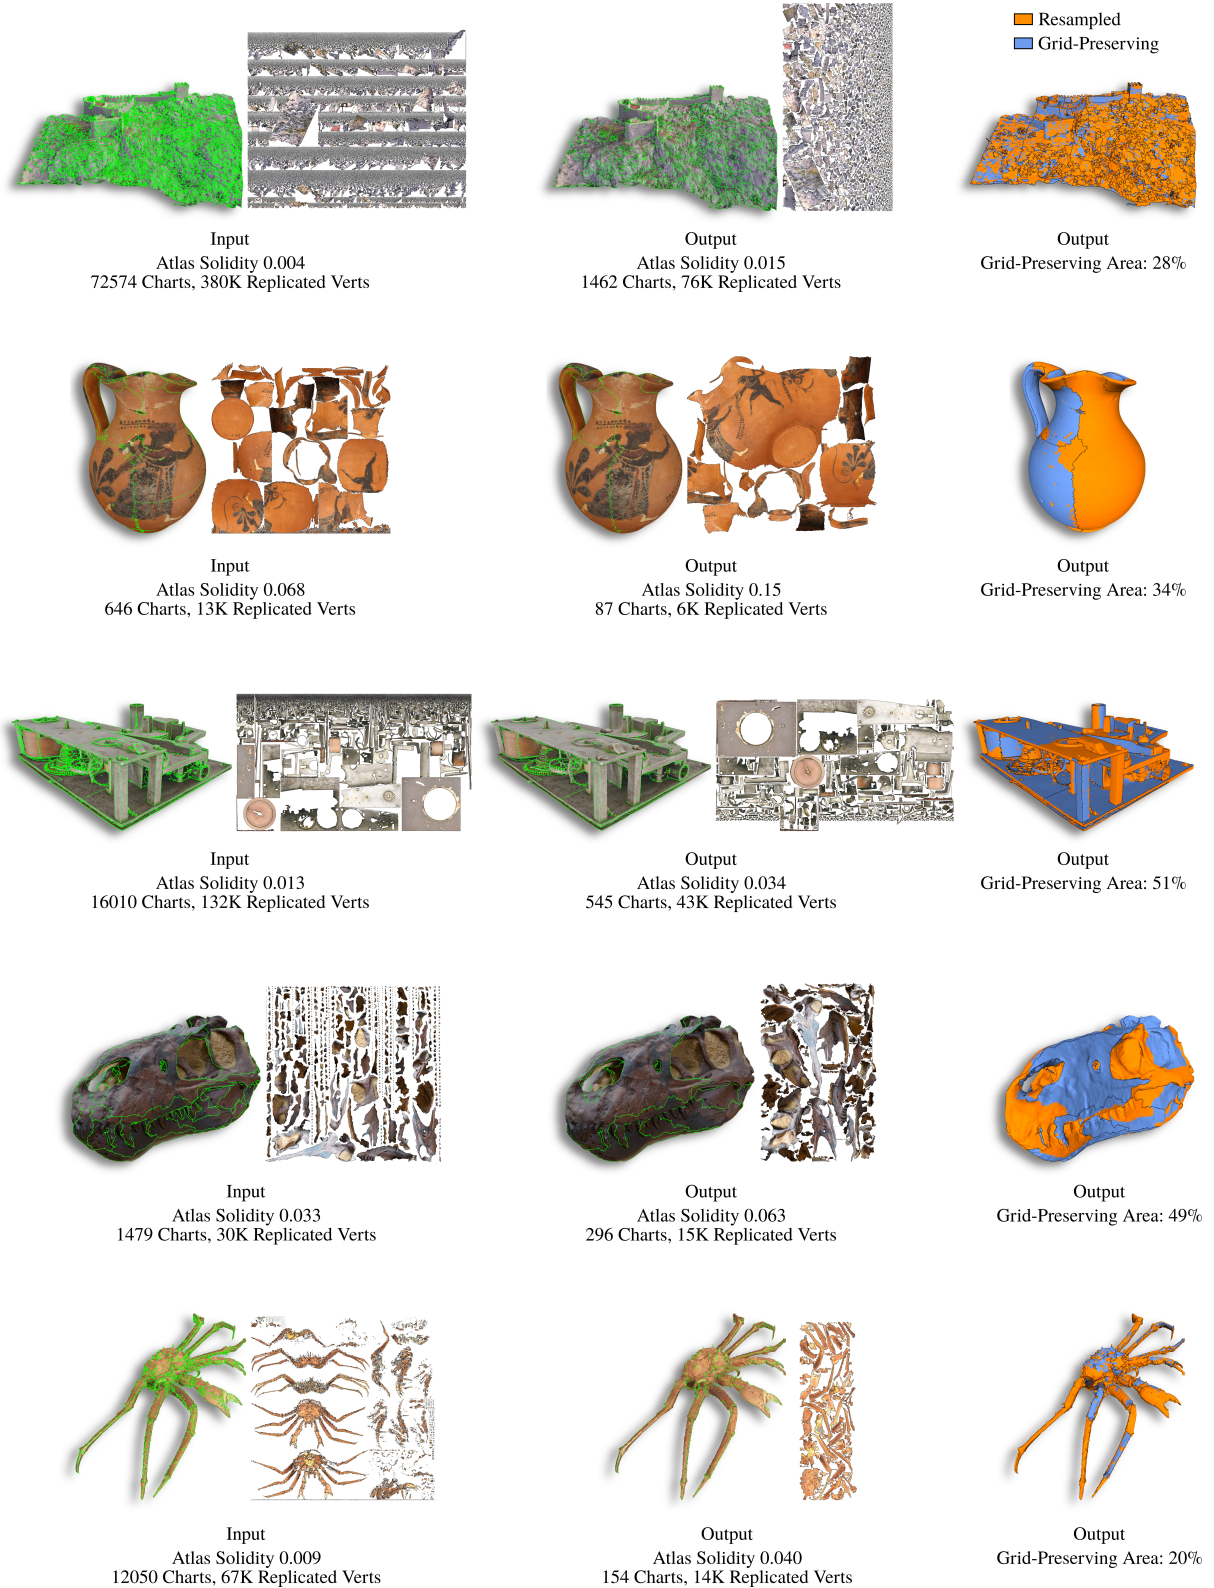 Resampled
Grid-Preserving
Input
Atlas Solidity 0.004
72574 Charts, 380K Replicated Verts
Output
Atlas Solidity 0.015
1462 Charts, 76K Replicated Verts
Output
Grid-Preserving Area: 28%
Input
Atlas Solidity 0.068
646 Charts, 13K Replicated Verts
Output
Atlas Solidity 0.15
87 Charts, 6K Replicated Verts
Output
Grid-Preserving Area: 34%
Input
Atlas Solidity 0.013
16010 Charts, 132K Replicated Verts
Output
Atlas Solidity 0.034
545 Charts, 43K Replicated Verts
Output
Grid-Preserving Area: 51%
Input
Atlas Solidity 0.033
1479 Charts, 30K Replicated Verts
Output
Atlas Solidity 0.063
296 Charts, 15K Replicated Verts
Output
Grid-Preserving Area: 49%
Input
Atlas Solidity 0.009
12050 Charts, 67K Replicated Verts
Output
Atlas Solidity 0.040
154 Charts, 14K Replicated Verts
Output
Grid-Preserving Area: 20%